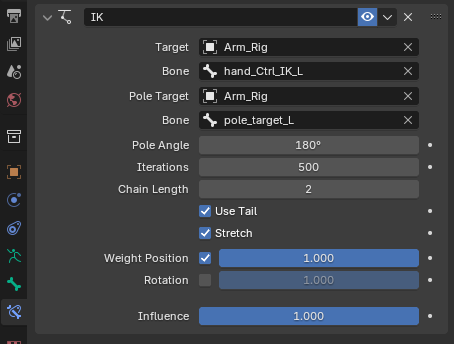 IK
Target Arm_Rig
Bone hand_Ctrl_IK_L
Pole Target Arm_Rig
Bone pole_target_L
Pole Angle 180°
Iterations 500
Chain Length 2
Use Tail
Stretch
Weight Position 1.000
Rotation 1.000
Influence 1.000